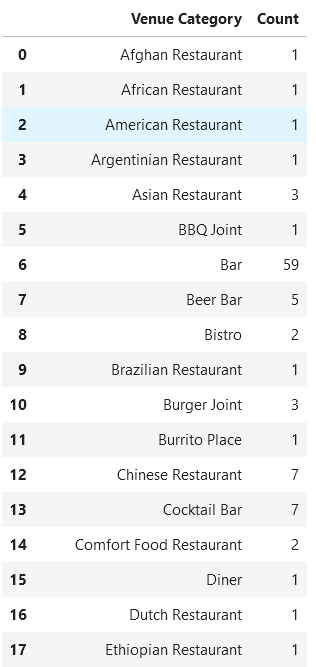 Venue Category Count
0 Afghan Restaurant 1
1 African Restaurant 1
2 American Restaurant 1
3 Argentinian Restaurant 1
4 Asian Restaurant 3
5 BBQ Joint 1
6 Bar 59
7 Beer Bar 5
8 Bistro 2
9 Brazilian Restaurant 1
10 Burger Joint 3
11 Burrito Place 1
12 Chinese Restaurant 7
13 Cocktail Bar 7
14 Comfort Food Restaurant 2
15 Diner 1
16 Dutch Restaurant 1
17 Ethiopian Restaurant 1